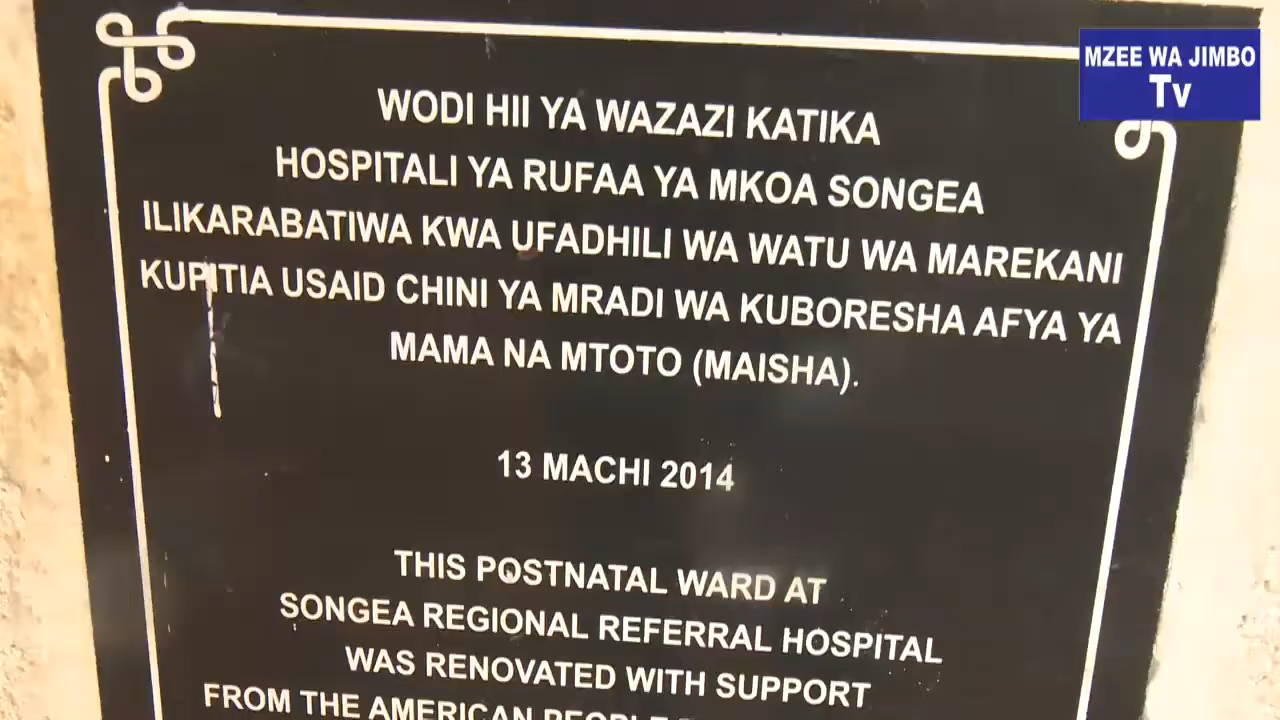 MZEE WA JIMBO
Tv
WODI HII YA WAZAZI KATIKA
HOSPITALI YA RUFAA YA MKOA SONGEA
ILIKARABATIWA KWA UFADHILI WA WATU WA MAREKANI
KUPITIA USAID CHINI YA MRADI WA KUBORESHA AFYA YA
MAMA NA MTOTO (MAISHA).
13 MACHI 2014
THIS POSTNATAL WARD AT
SONGEA REGIONAL REFERRAL HOSPITAL
WAS RENOVATED WITH SUPPORT
FROM THE AMERICAN PEOPLE